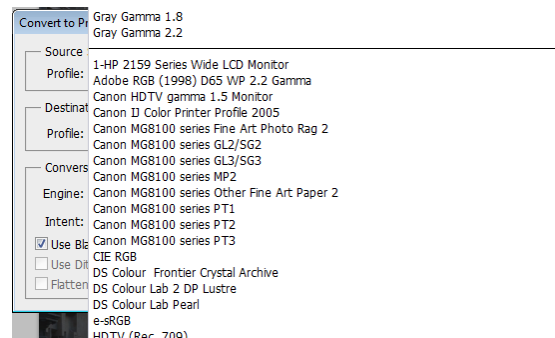 Convert to Pr
Gray Gamma 1.8
Gray Gamma 2.2
Source
Profile:
Destinat
Profile:
Convers
Engine:
Intent:
Use Bla
Use Dit
Flatten
1-HP 2159 Series Wide LCD Monitor
Adobe RGB (1998) D65 WP 2.2 Gamma
Canon HDTV gamma 1.5 Monitor
Canon IJ Color Printer Profile 2005
Canon MG8100 series Fine Art Photo Rag 2
Canon MG8100 series GL2/SG2
Canon MG8100 series GL3/SG3
Canon MG8100 series MP2
Canon MG8100 series Other Fine Art Paper 2
Canon MG8100 series PT1
Canon MG8100 series PT2
Canon MG8100 series PT3
CIE RGB
DS Colour  Frontier Crystal Archive
DS Colour Lab 2 DP Lustre
DS Colour Lab Pearl
e-sRGB
HDTV (Rec. 709)